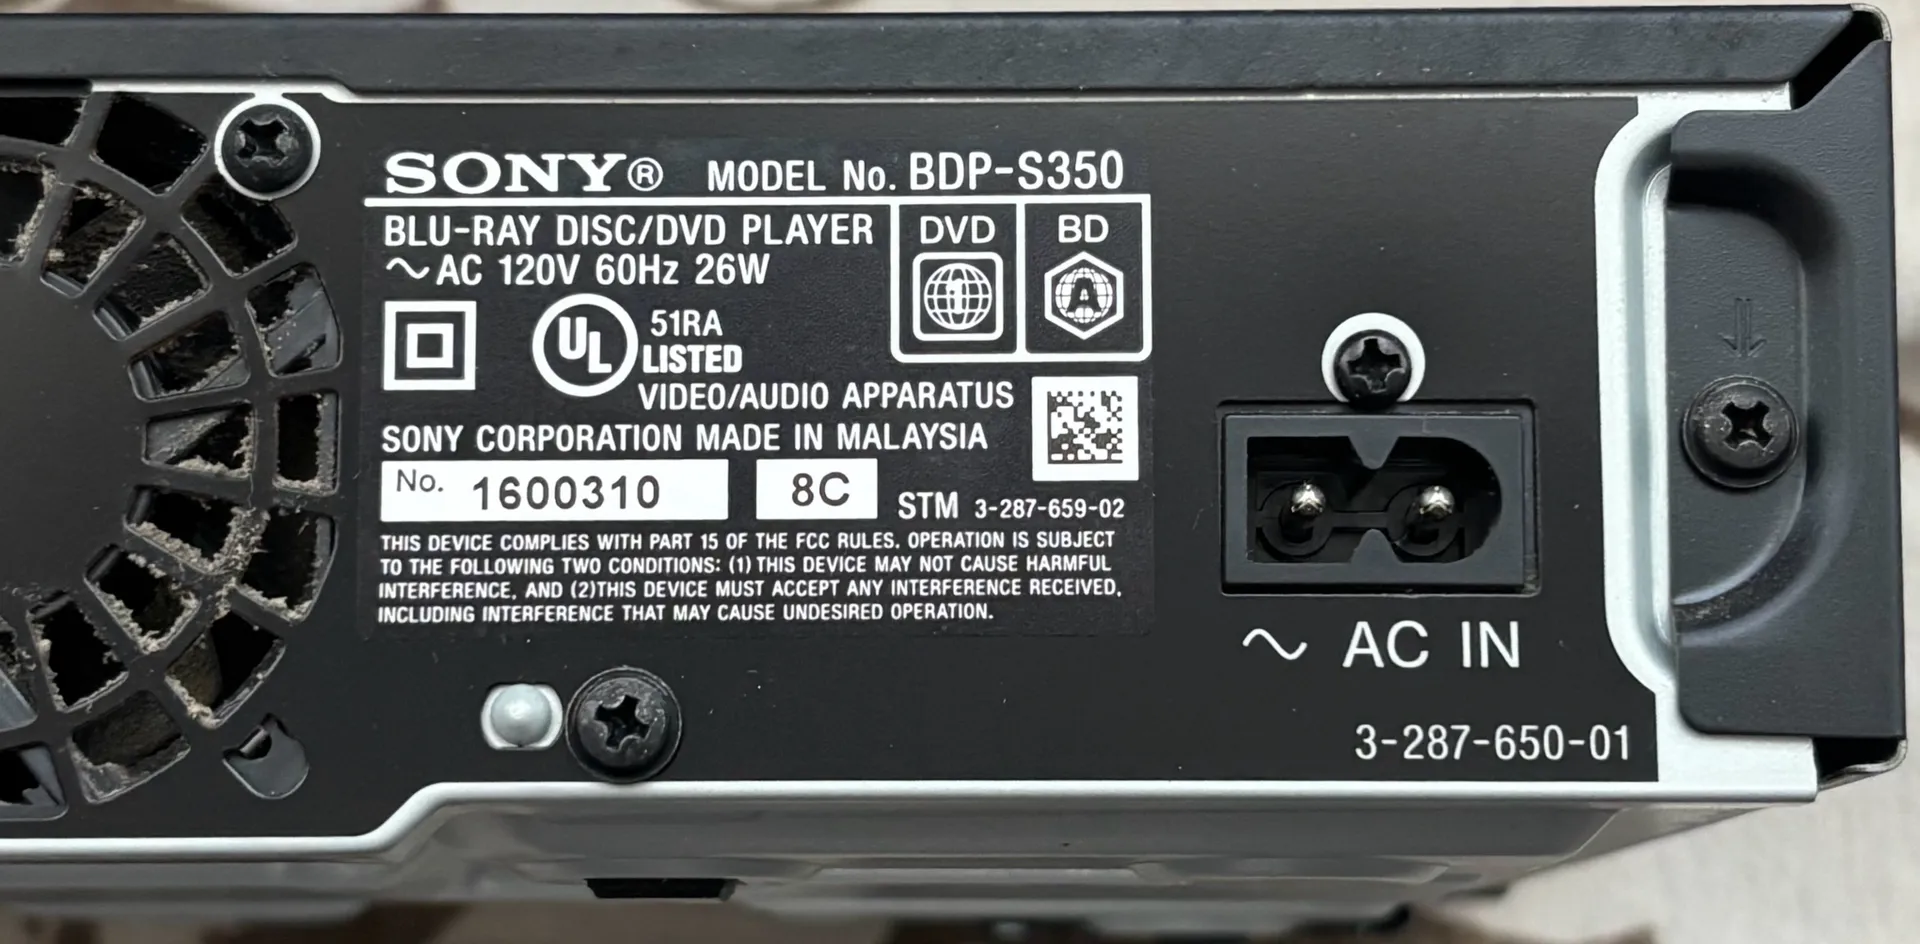 SONY® MODEL No. BDP-S350
BLU-RAY DISC/DVD PLAYER
~ AC 120V 60Hz 26W
DVD BD
1 A
UL 51RA
LISTED
VIDEO/AUDIO APPARATUS
SONY CORPORATION MADE IN MALAYSIA
No. 1600310 8C STM 3-287-659-02
THIS DEVICE COMPLIES WITH PART 15 OF THE FCC RULES. OPERATION IS SUBJECT
TO THE FOLLOWING TWO CONDITIONS: (1) THIS DEVICE MAY NOT CAUSE HARMFUL
INTERFERENCE, AND (2)THIS DEVICE MUST ACCEPT ANY INTERFERENCE RECEIVED,
INCLUDING INTERFERENCE THAT MAY CAUSE UNDESIRED OPERATION.
~ AC IN
3-287-650-01